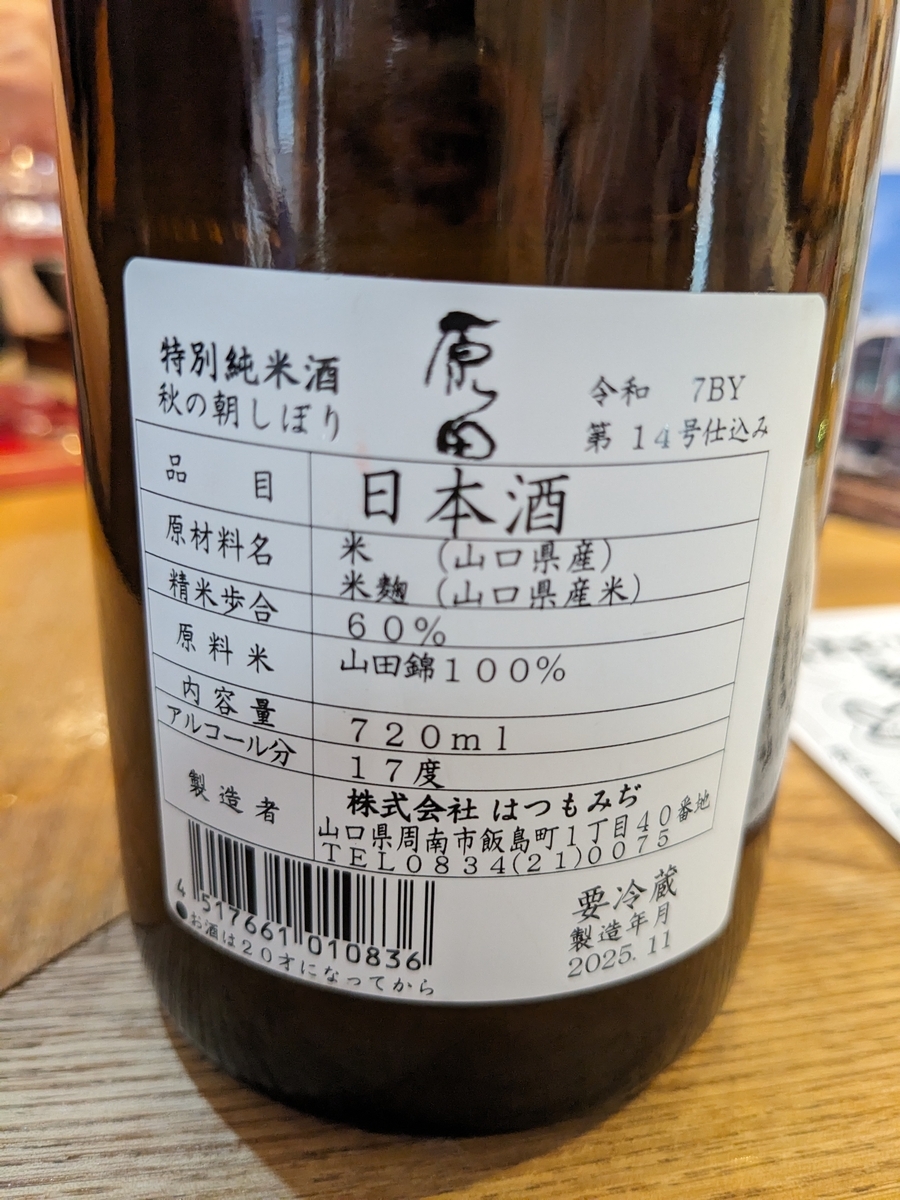 原田
特別純米酒
秋の朝しぼり
令和 7BY
第 14号仕込み
品目 日本酒
原材料名 米 (山口県産)
米麹 (山口県産米)
精米歩合 60%
原料米 山田錦100%
内容量 720ml
アルコール分 17度
製造者 株式会社 はつもみぢ
山口県周南市飯島町1丁目40番地
TEL0834(21)0075
4 517661 010836
●お酒は20才になってから
要冷蔵
製造年月
2025.11